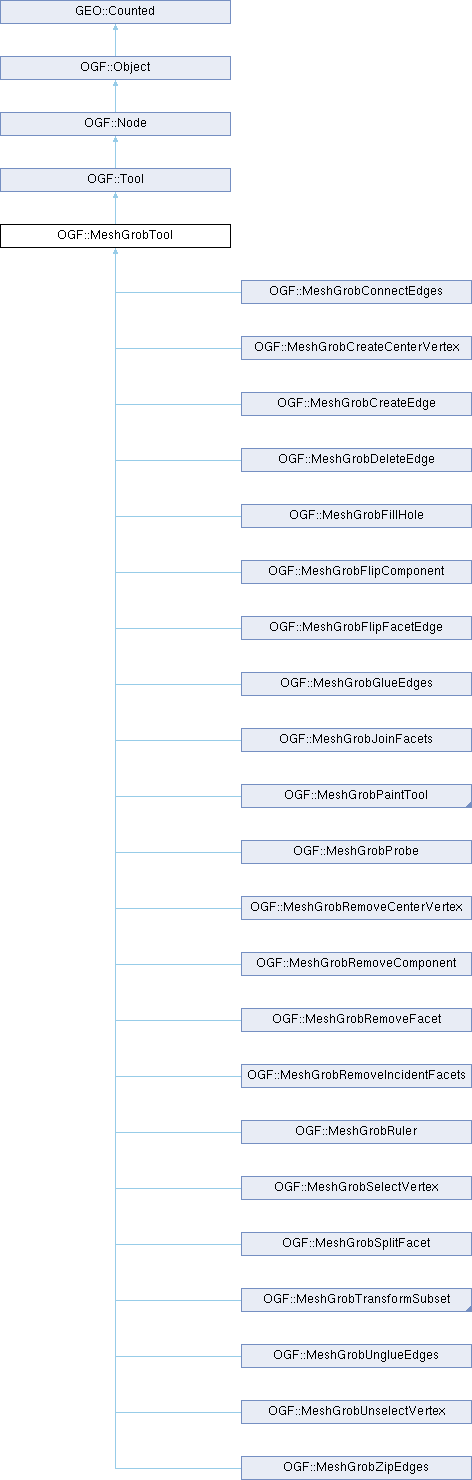 GEO::Counted
OGF::Object
OGF::Node
OGF::Tool
OGF::MeshGrobTool
OGF::MeshGrobConnectEdges
OGF::MeshGrobCreateCenterVertex
OGF::MeshGrobCreateEdge
OGF::MeshGrobDeleteEdge
OGF::MeshGrobFillHole
OGF::MeshGrobFlipComponent
OGF::MeshGrobFlipFacetEdge
OGF::MeshGrobGlueEdges
OGF::MeshGrobJoinFacets
OGF::MeshGrobPaintTool
OGF::MeshGrobProbe
OGF::MeshGrobRemoveCenterVertex
OGF::MeshGrobRemoveComponent
OGF::MeshGrobRemoveFacet
OGF::MeshGrobRemoveIncidentFacets
OGF::MeshGrobRuler
OGF::MeshGrobSelectVertex
OGF::MeshGrobSplitFacet
OGF::MeshGrobTransformSubset
OGF::MeshGrobUnglueEdges
OGF::MeshGrobUnselectVertex
OGF::MeshGrobZipEdges